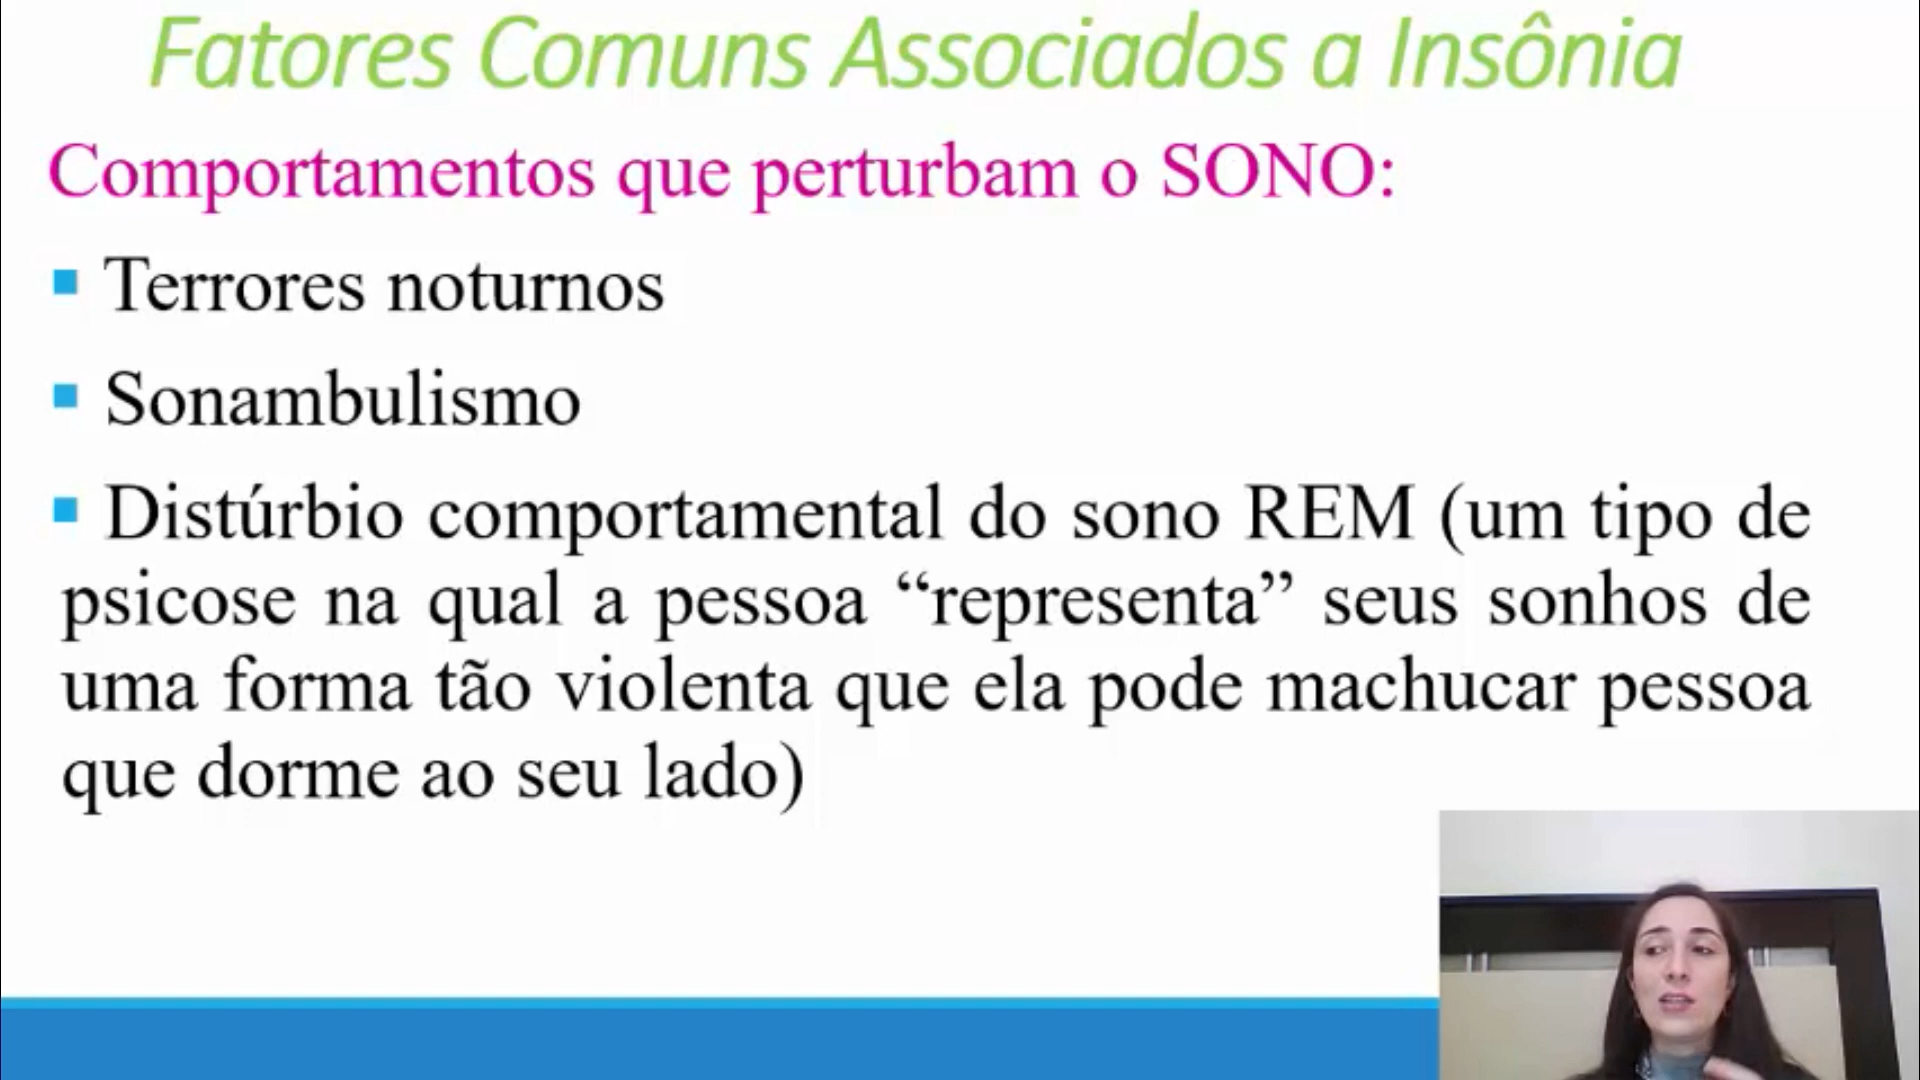 Fatores Comuns Associados a Insônia
Comportamentos que perturbam o SONO:
▪ Terrores noturnos
▪ Sonambulismo
▪ Distúrbio comportamental do sono REM (um tipo de
psicose na qual a pessoa “representa” seus sonhos de
uma forma tão violenta que ela pode machucar pessoa
que dorme ao seu lado)